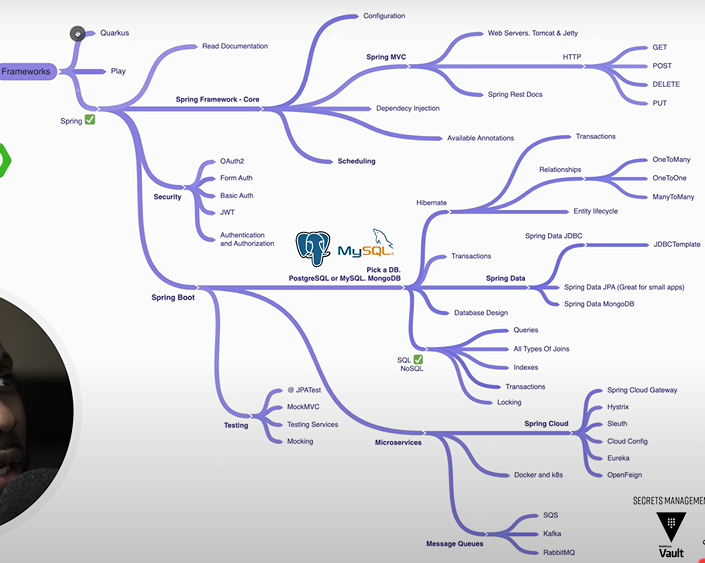 Frameworks
Quarkus
Play
Spring ✅
Read Documentation
Spring Framework - Core
Configuration
Spring MVC
Web Servers. Tomcat & Jetty
HTTP
GET
POST
DELETE
PUT
Spring Rest Docs
Dependecy Injection
Available Annotations
Scheduling
Security
OAuth2
Form Auth
Basic Auth
JWT
Authentication
and Authorization
Spring Boot
MySQL
Pick a DB.
PostgreSQL or MySQL. MongoDB
Hibernate
Transactions
Relationships
OneToMany
OneToOne
ManyToMany
Entity lifecycle
Transactions
Spring Data
Spring Data JDBC
JDBCTemplate
Spring Data JPA (Great for small apps)
Spring Data MongoDB
Database Design
SQL ✅
NoSQL
Queries
All Types Of Joins
Indexes
Transactions
Locking
Testing
@ JPATest
MockMVC
Testing Services
Mocking
Microservices
Spring Cloud
Spring Cloud Gateway
Hystrix
Sleuth
Cloud Config
Eureka
OpenFeign
Docker and k8s
Message Queues
SQS
Kafka
RabbitMQ
SECRETS MANAGEMEN
Vault